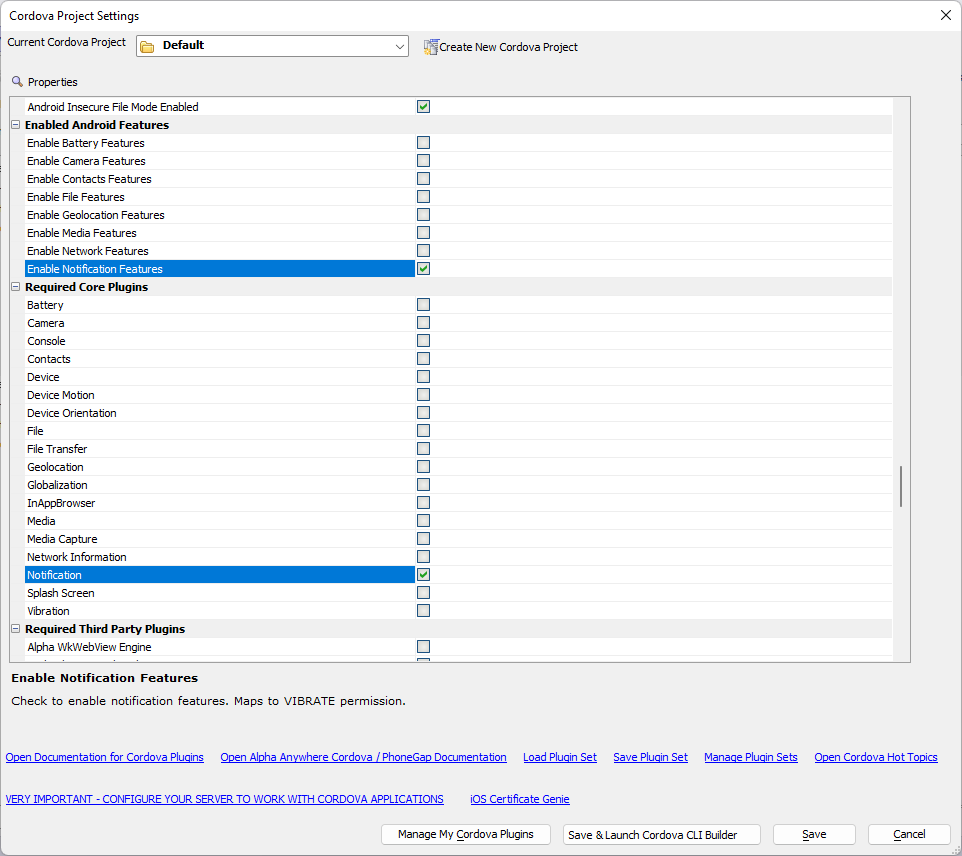 Cordova Project Settings
Current Cordova Project Default Create New Cordova Project
Properties
Android Insecure File Mode Enabled
Enabled Android Features
Enable Battery Features
Enable Camera Features
Enable Contacts Features
Enable File Features
Enable Geolocation Features
Enable Media Features
Enable Network Features
Enable Notification Features
Required Core Plugins
Battery
Camera
Console
Contacts
Device
Device Motion
Device Orientation
File
File Transfer
Geolocation
Globalization
InAppBrowser
Media
Media Capture
Network Information
Notification
Splash Screen
Vibration
Required Third Party Plugins
Alpha WkWebView Engine
Enable Notification Features
Check to enable notification features. Maps to VIBRATE permission.
Open Documentation for Cordova Plugins Open Alpha Anywhere Cordova / PhoneGap Documentation Load Plugin Set Save Plugin Set Manage Plugin Sets Open Cordova Hot Topics
VERY IMPORTANT - CONFIGURE YOUR SERVER TO WORK WITH CORDOVA APPLICATIONS iOS Certificate Genie
Manage My Cordova Plugins Save & Launch Cordova CLI Builder Save Cancel